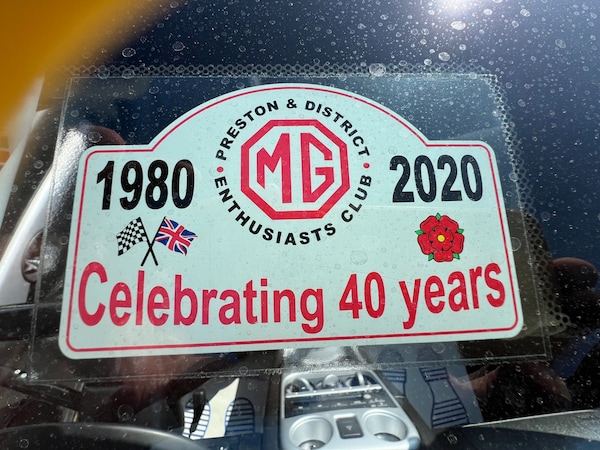 PRESTON & DISTRICT
MG
ENTHUSIASTS CLUB
1980
2020
Celebrating 40 years